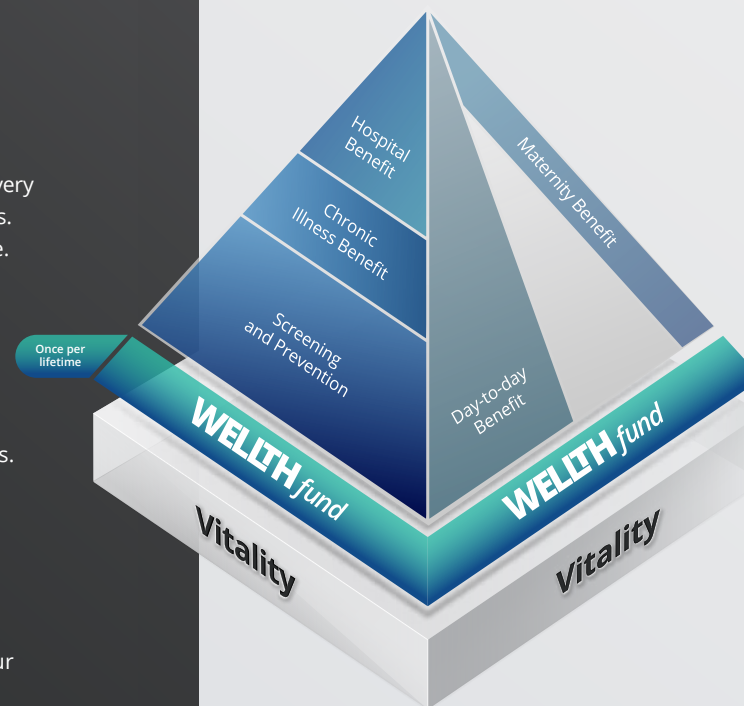 very
s.
e.
s.
ur
Hospital
Benefit
Chronic
Illness Benefit
Screening
and Prevention
Maternity Benefit
Day-to-day
Benefit
Once per
lifetime
WELLTH fund
WELLTH fund
Vitality
Vitality